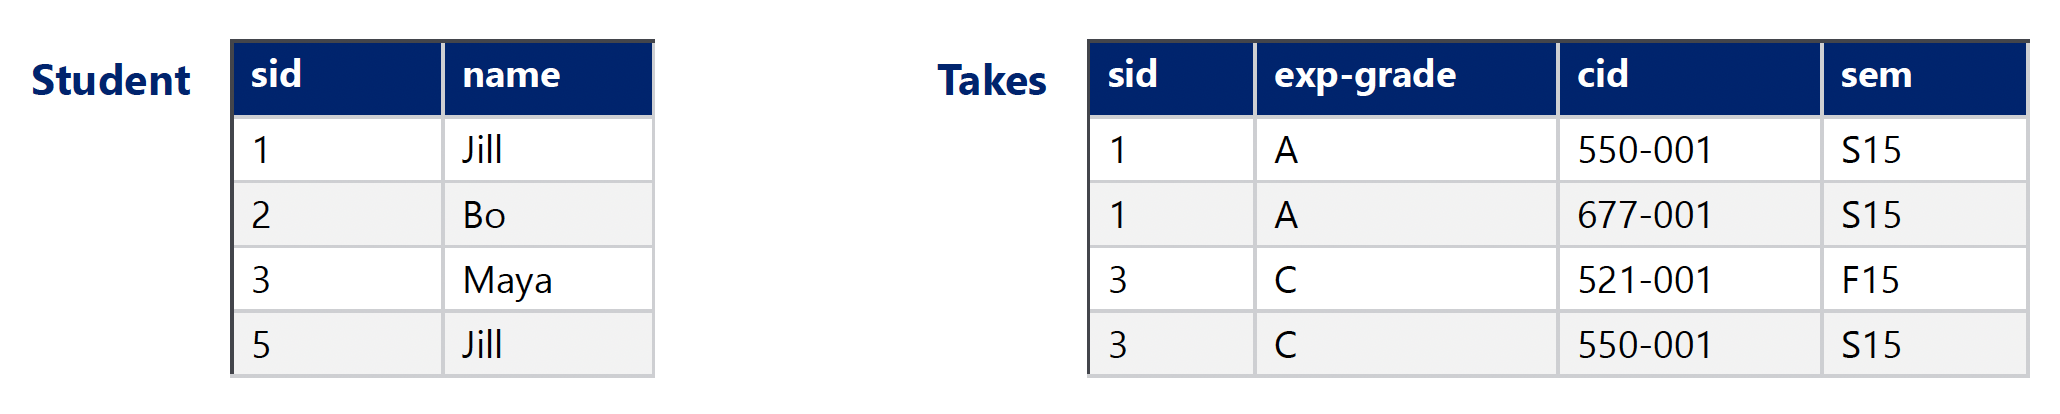 Student
sid name
1 Jill
2 Bo
3 Maya
5 Jill
Takes
sid exp-grade cid sem
1 A 550-001 S15
1 A 677-001 S15
3 C 521-001 F15
3 C 550-001 S15